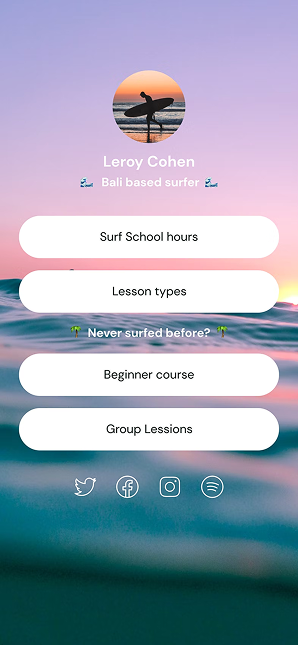 Leroy Cohen
🌊 Bali based surfer 🌊
Surf School hours
Lesson types
🌴 Never surfed before? 🌴
Beginner course
Group Lessions